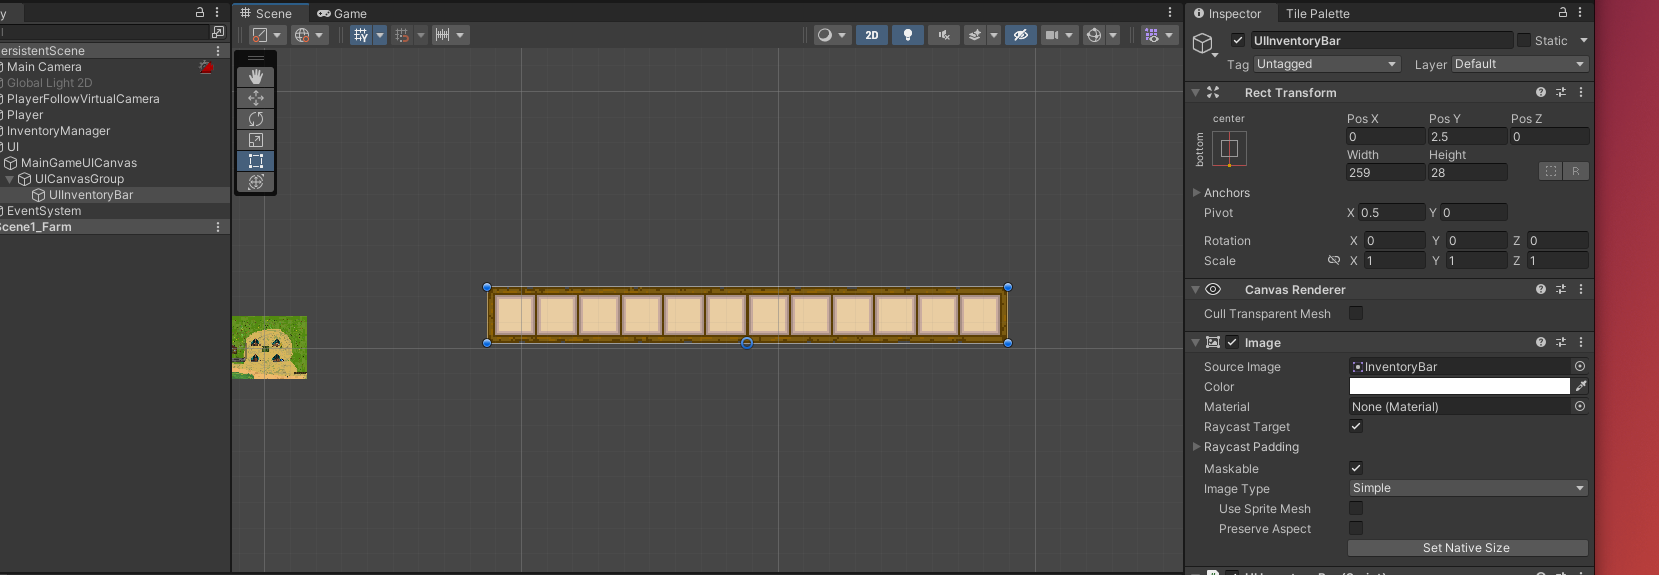 y
ersistentScene
Main Camera
Global Light 2D
PlayerFollowVirtualCamera
Player
InventoryManager
UI
MainGameUICanvas
UICanvasGroup
UIInventoryBar
EventSystem
Scene1_Farm
Scene
Game
2D
Inspector
Tile Palette
UIInventoryBar
Static
Tag Untagged Layer Default
Rect Transform
center
bottom
Pos X Pos Y Pos Z
0 2.5 0
Width Height
259 28
R
Anchors
Pivot X 0.5 Y 0
Rotation X 0 Y 0 Z 0
Scale X 1 Y 1 Z 1
Canvas Renderer
Cull Transparent Mesh
Image
Source Image InventoryBar
Color
Material None (Material)
Raycast Target
Raycast Padding
Maskable
Image Type Simple
Use Sprite Mesh
Preserve Aspect
Set Native Size